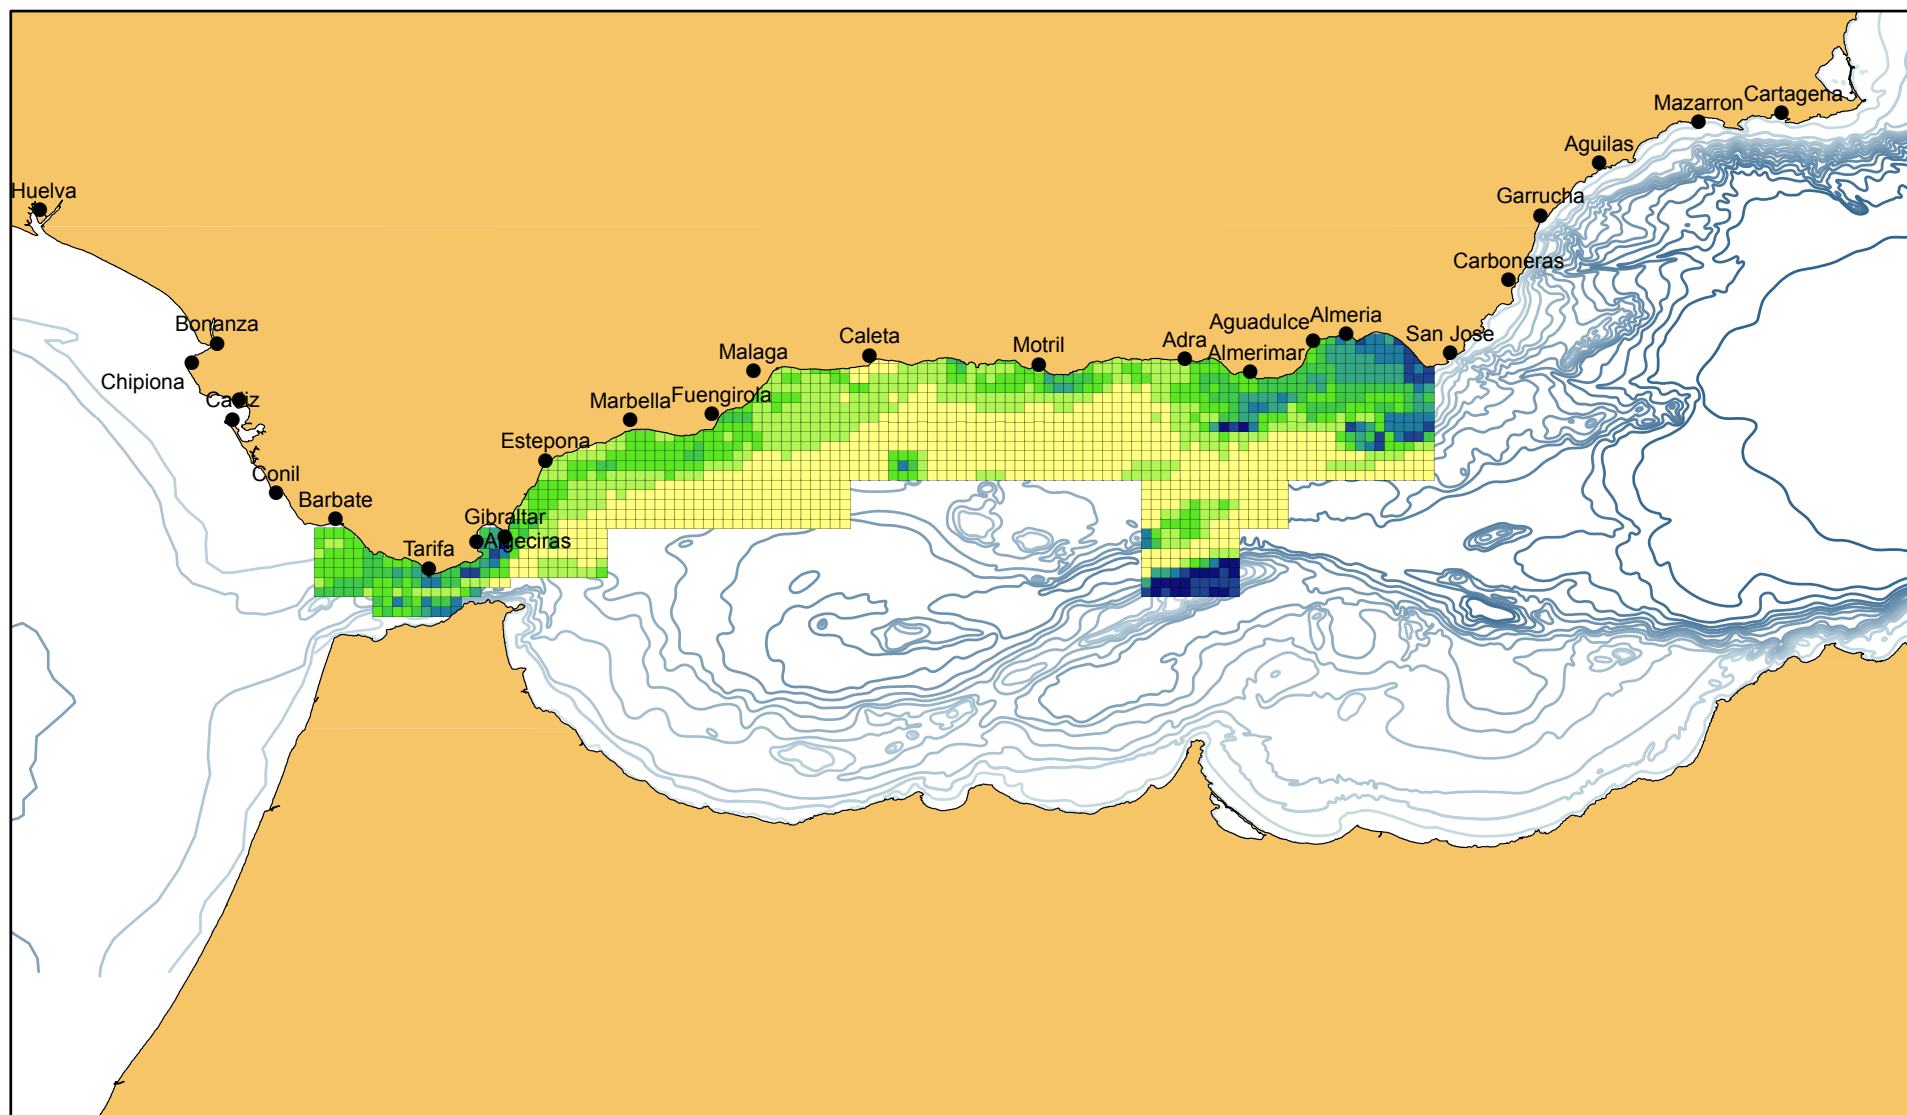 Cartagena
Mazarron
Aguilas
Huelva
Garrucha
Carboneras
Bonanza
Aguadulce
Almeria
San Jose
Caleta
Motril
Adra
Malaga
Almerimar
Chipiona
Cadiz
Marbella
Fuengirola
Estepona
Conil
Barbate
Gibraltar
Algeciras
Tarifa